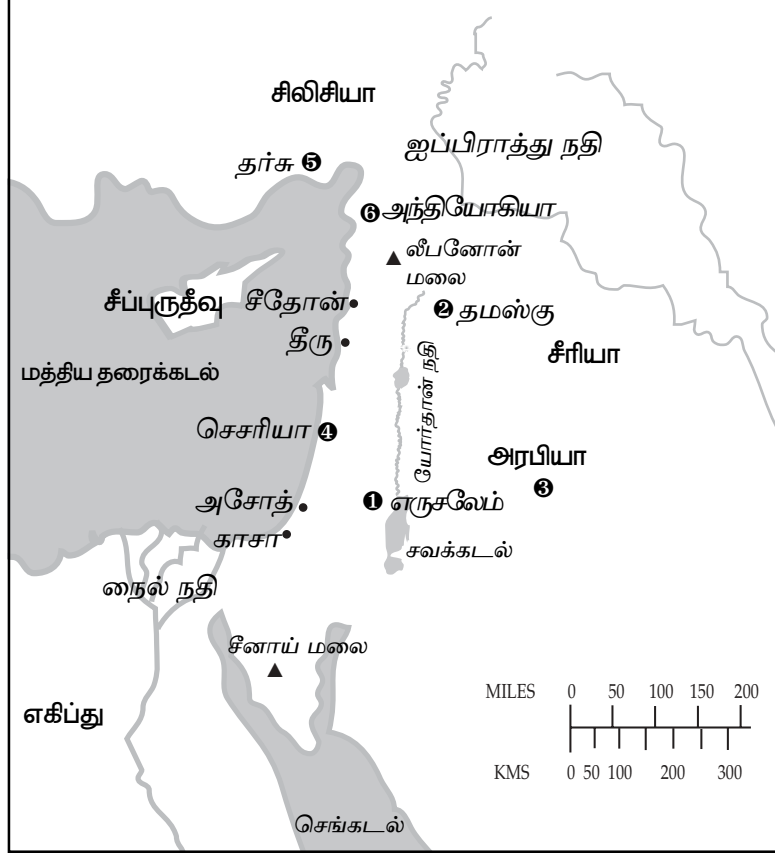 சிலிசியா
ஐப்பிராத்து நதி
தர்சு ❺
❻ அந்தியோகியா
லீபனோன்
மலை
சீப்புருதீவு
சீதோன்
❷ தமஸ்கு
தீரு
சீரியா
மத்திய தரைக்கடல்
யோர்தான் நதி
செசரியா ❹
அரபியா
❸
அசோத்
❶ எருசலேம்
காசா
சவக்கடல்
நைல் நதி
சீனாய் மலை
எகிப்து
MILES 0 50 100 150 200
KMS 0 50 100 200 300
செங்கடல்